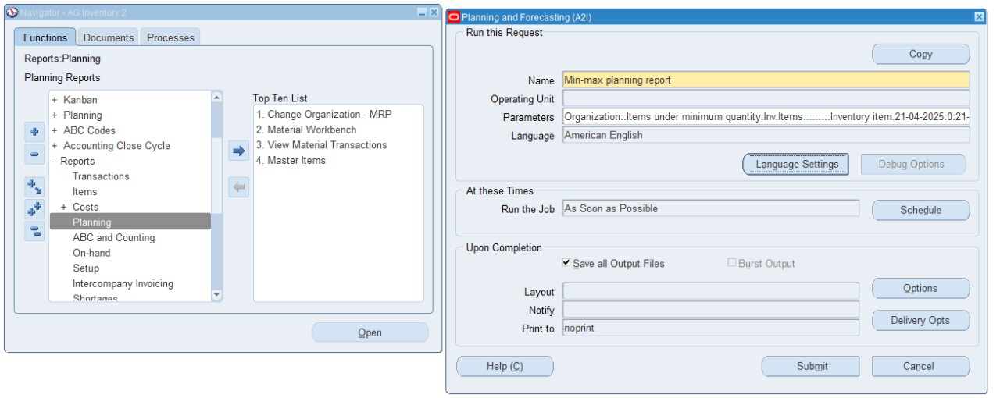 Navigator - AG Inventory 2
Functions
Documents
Processes
Reports:Planning
Planning Reports
+ Kanban
+ Planning
+ ABC Codes
+ Accounting Close Cycle
- Reports
Transactions
Items
+ Costs
Planning
ABC and Counting
On-hand
Setup
Intercompany Invoicing
Shortages
Top Ten List
1. Change Organization - MRP
2. Material Workbench
3. View Material Transactions
4. Master Items
Open
Planning and Forecasting (A2I)
Run this Request
Copy
Name Min-max planning report
Operating Unit
Parameters Organization::Items under minimum quantity:Inv.Items:::::::::Inventory item:21-04-2025:0:21-
Language American English
Language Settings
Debug Options
At these Times
Run the Job As Soon as Possible
Schedule
Upon Completion
Save all Output Files
Burst Output
Layout
Options
Notify
Delivery Opts
Print to noprint
Help (C)
Submit
Cancel